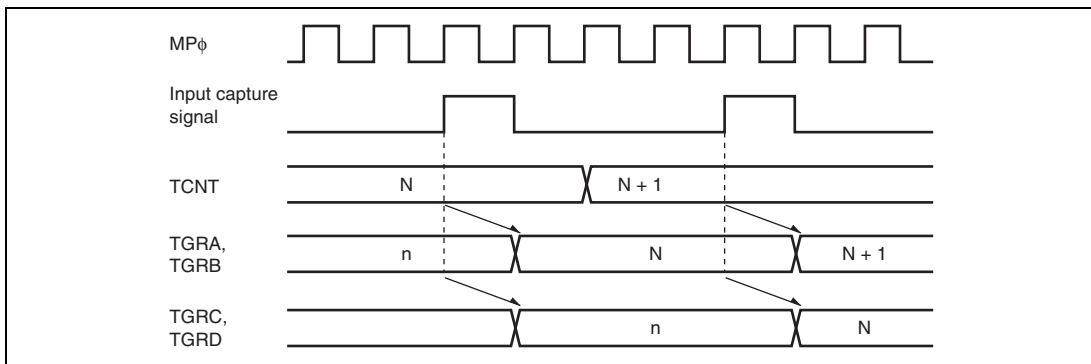 MPϕ
Input capture
signal
TCNT
N
N + 1
TGRA,
TGRB
n
N
N + 1
TGRC,
TGRD
n
N